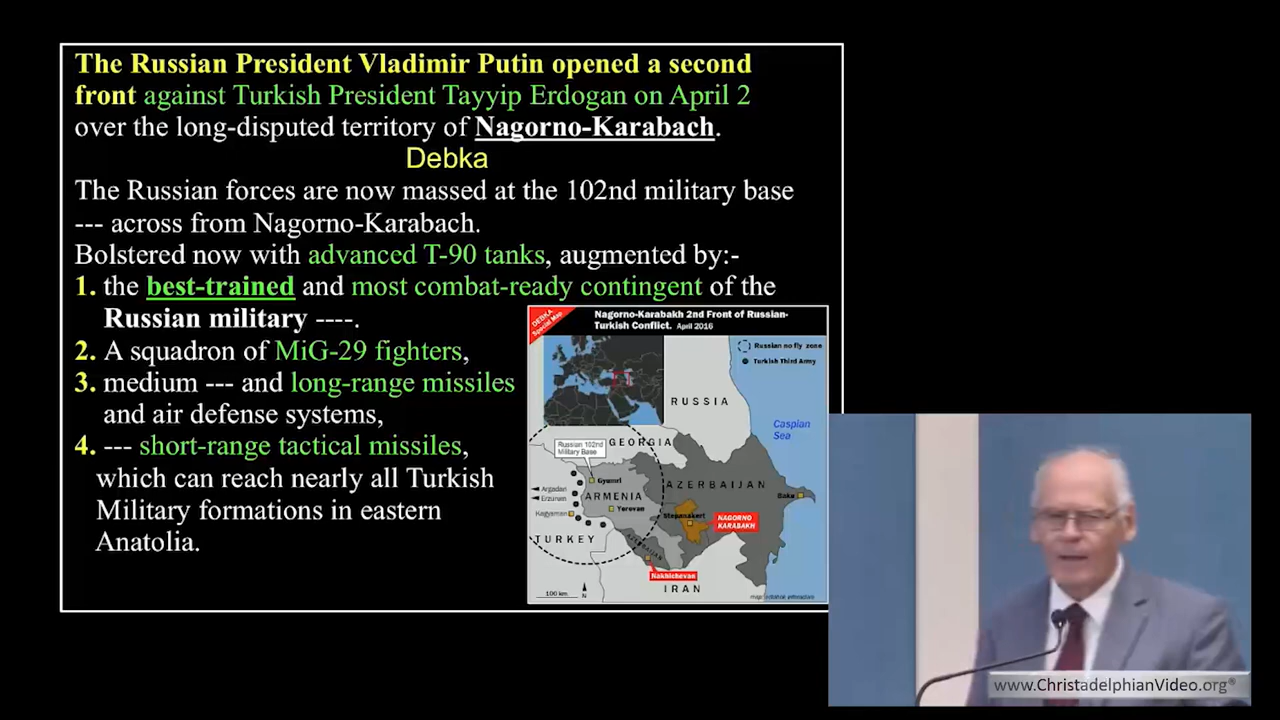 The Russian President Vladimir Putin opened a second
front against Turkish President Tayyip Erdogan on April 2
over the long-disputed territory of Nagorno-Karabach.
Debka
The Russian forces are now massed at the 102nd military base
--- across from Nagorno-Karabach.
Bolstered now with advanced T-90 tanks, augmented by:-
1. the best-trained and most combat-ready contingent of the
Russian military ----.
2. A squadron of MiG-29 fighters,
3. medium --- and long-range missiles
and air defense systems,
4. --- short-range tactical missiles,
which can reach nearly all Turkish
Military formations in eastern
Anatolia.
DEBKA
Special Map
Nagorno-Karabakh 2nd Front of Russian-
Turkish Conflict. April 2016
Russian no fly zone
Turkish Third Army
RUSSIA
Caspian
Sea
GEORGIA
Russian 102nd
Military Base
Gyumri
AZERBAIJAN
Argadan
Erzurum
ARMENIA
Baku
Kagyzman
Yerevan
Stepanakert
NAGORNO
KARABAKH
TURKEY
AZERBAIJAN
Nakhichevan
IRAN
100 km
N
www.ChristadelphianVideo.org®